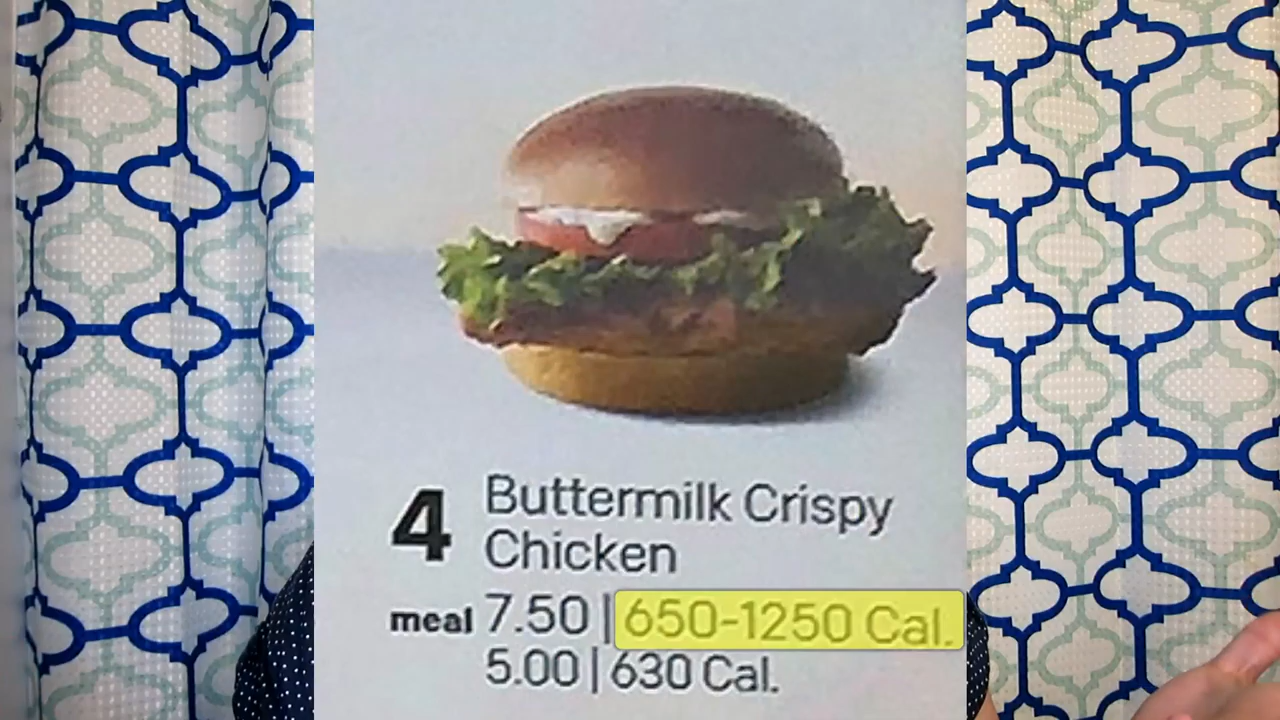 4 Buttermilk Crispy
Chicken
meal 7.50 | 650-1250 Cal.
5.00 | 630 Cal.